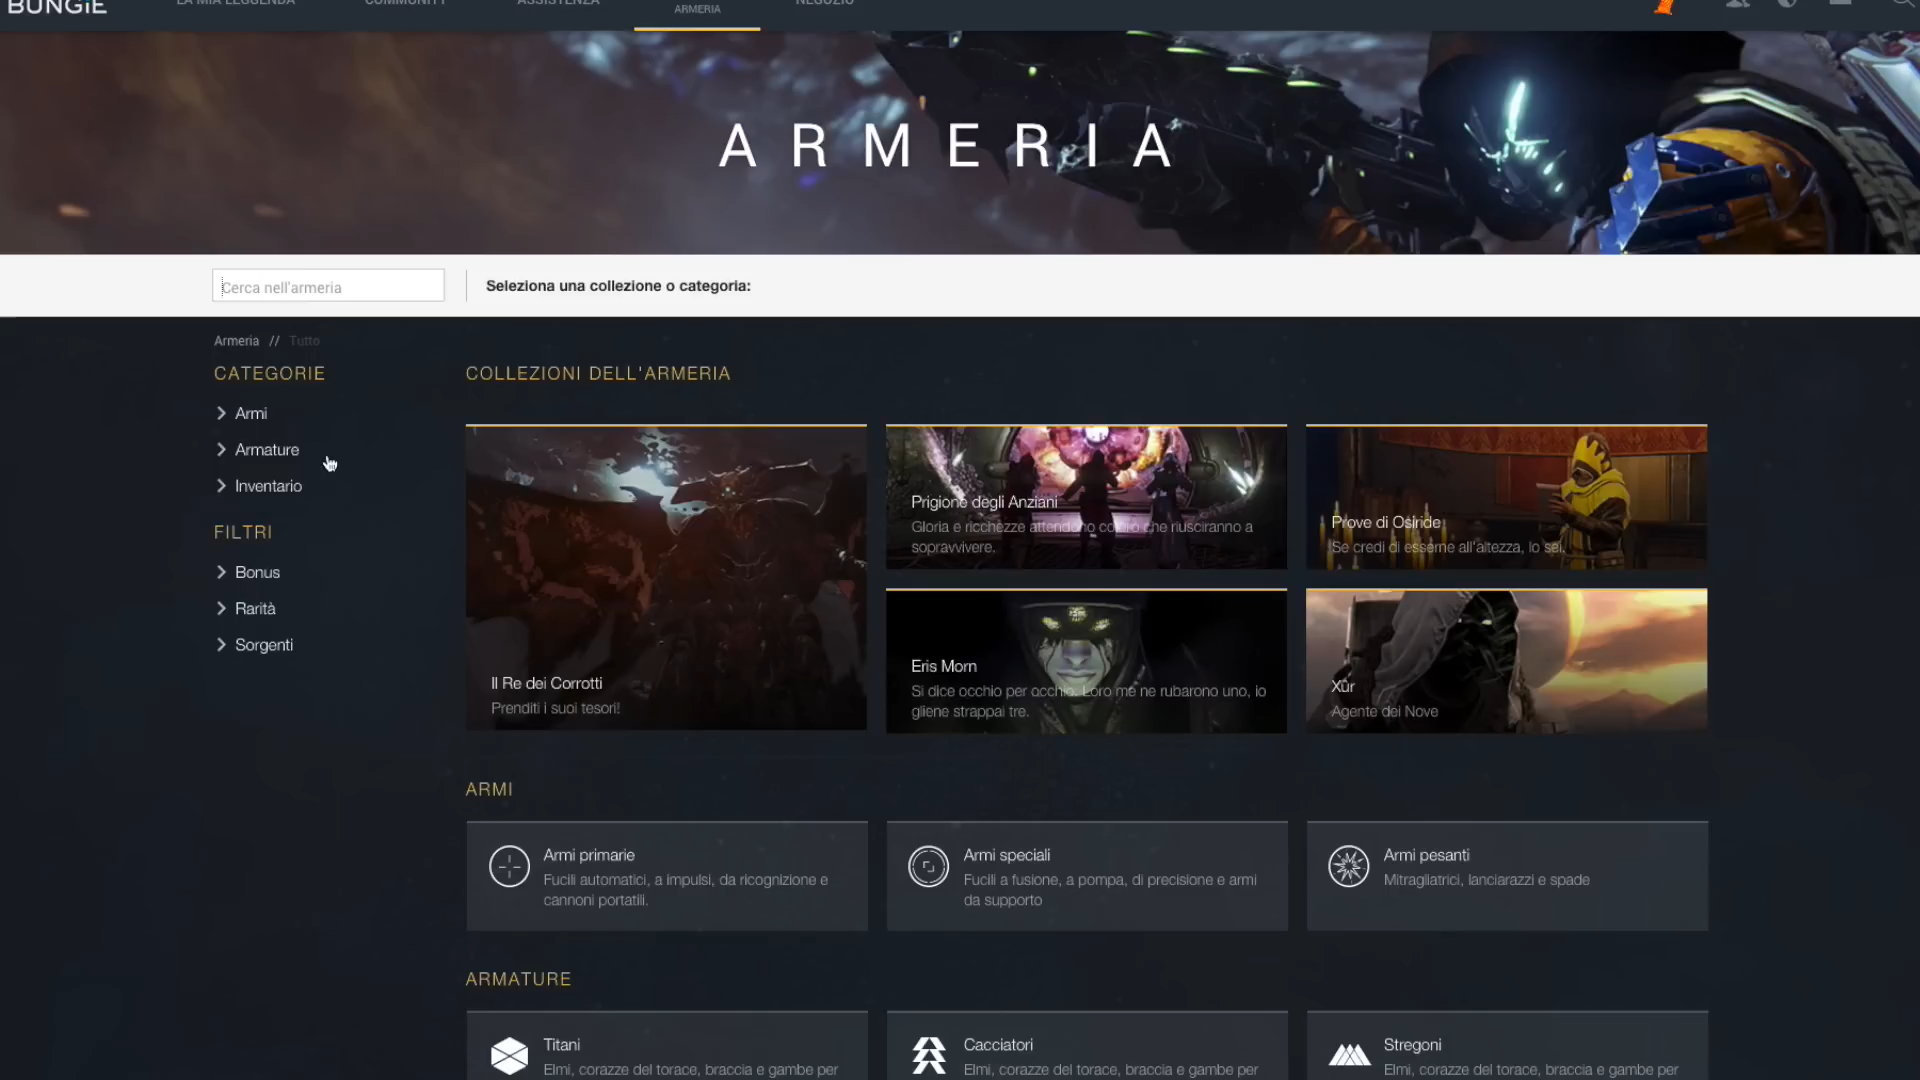 BUNGiE
LA MIA LEGGENDA
COMMUNITY
ASSISTENZA
ARMERIA
NEGOZIO
ARMERIA
Cerca nell'armeria
Seleziona una collezione o categoria:
Armeria // Tutto
CATEGORIE
Armi
Armature
Inventario
FILTRI
Bonus
Rarità
Sorgenti
COLLEZIONI DELL'ARMERIA
Il Re dei Corrotti
Prenditi i suoi tesori!
Prigione degli Anziani
Gloria e ricchezze attendono coloro che riusciranno a
sopravvivere.
Prove di Osiride
Se credi di esserne all'altezza, lo sei.
Eris Morn
Si dice occhio per occhio. Loro me ne rubarono uno, io
gliene strappai tre.
Xûr
Agente dei Nove
ARMI
Armi primarie
Fucili automatici, a impulsi, da ricognizione e
cannoni portatili.
Armi speciali
Fucili a fusione, a pompa, di precisione e armi
da supporto
Armi pesanti
Mitragliatrici, lanciarazzi e spade
ARMATURE
Titani
Elmi, corazze del torace, braccia e gambe per
Cacciatori
Elmi, corazze del torace, braccia e gambe per
Stregoni
Elmi, corazze del torace, braccia e gambe per